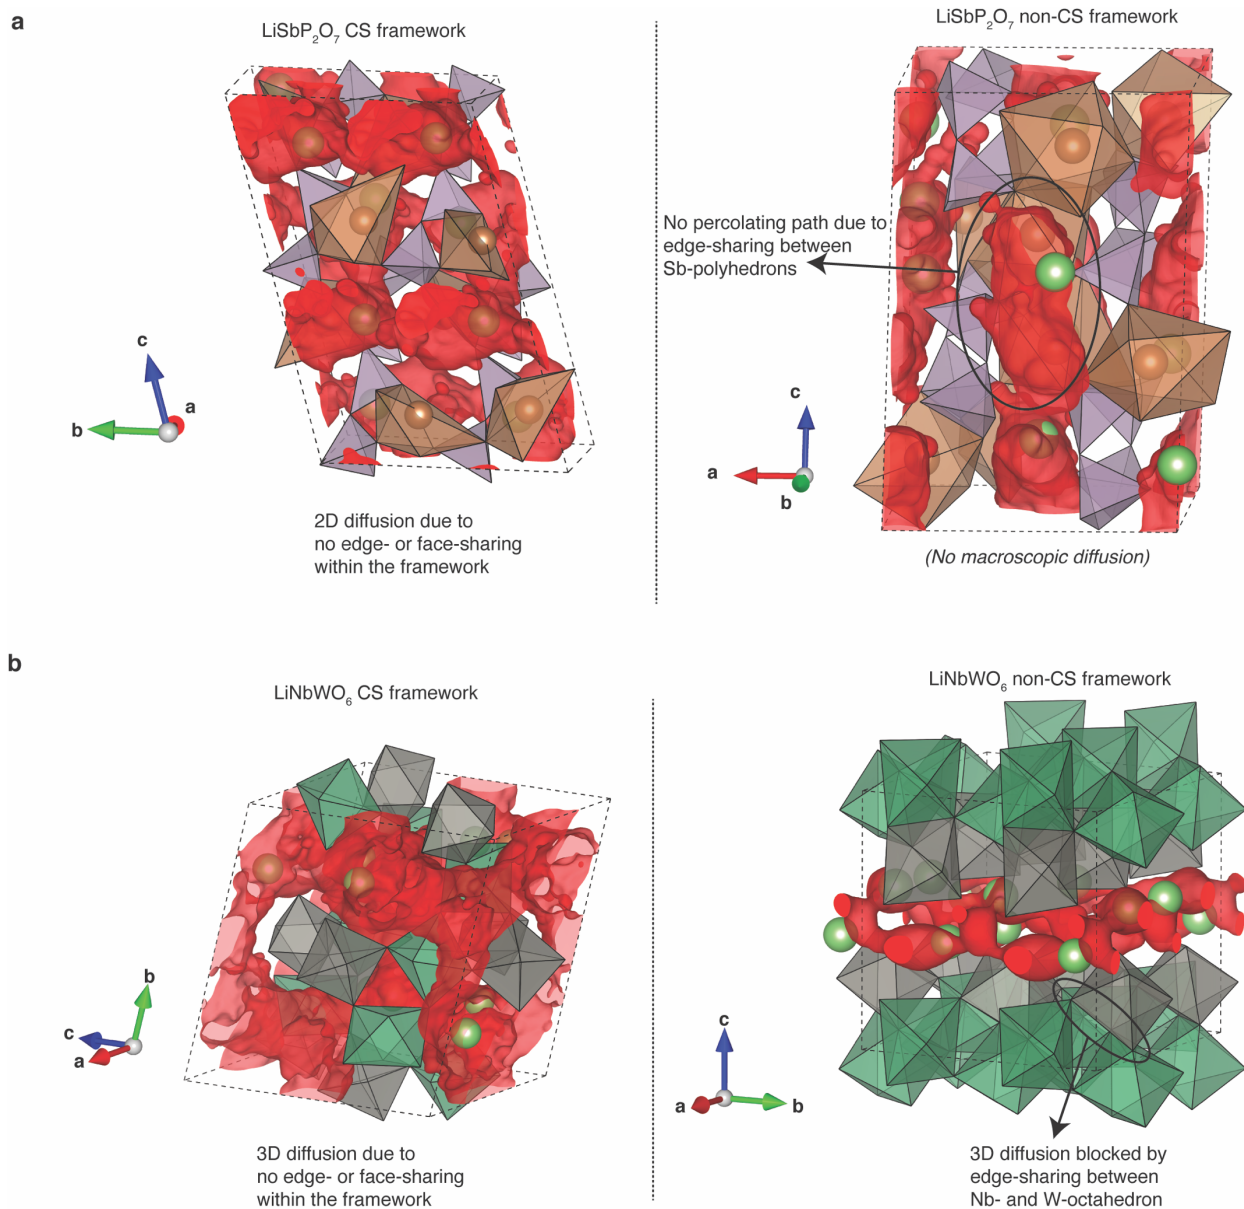 a
LiSbP₂O₇ CS framework
LiSbP₂O₇ non-CS framework
No percolating path due to
edge-sharing between
Sb-polyhedrons
c
a
b
c
a
b
2D diffusion due to
no edge- or face-sharing
within the framework
(No macroscopic diffusion)
b
LiNbWO₆ CS framework
LiNbWO₆ non-CS framework
b
c
a
c
a
b
3D diffusion due to
no edge- or face-sharing
within the framework
3D diffusion blocked by
edge-sharing between
Nb- and W-octahedron